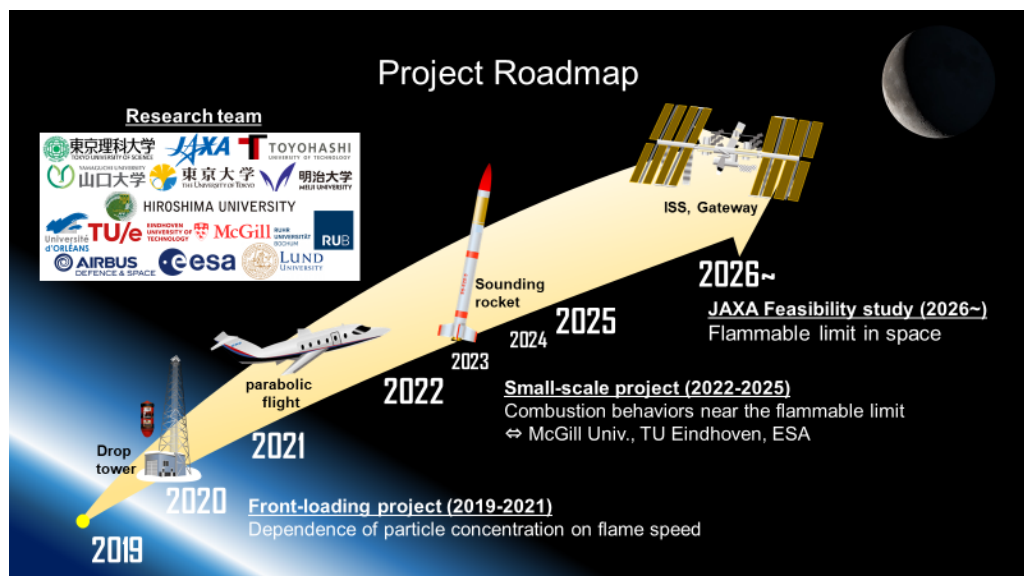 Project Roadmap
Research team
東京理科大学
TOKYO UNIVERSITY OF SCIENCE
JAXA
TOYOHASHI
UNIVERSITY OF TECHNOLOGY
YAMAGUCHI UNIVERSITY
山口大学
東京大学
THE UNIVERSITY OF TOKYO
明治大学
MEIJI UNIVERSITY
HIROSHIMA UNIVERSITY
Université
d'ORLÉANS
TU/e
EINDHOVEN
UNIVERSITY OF
TECHNOLOGY
McGill
RUHR
UNIVERSITÄT
BOCHUM
RUB
AIRBUS
DEFENCE & SPACE
esa
LUND
UNIVERSITY
ISS, Gateway
2026~
JAXA Feasibility study (2026~)
Flammable limit in space
Sounding
rocket
2025
2024
2023
2022
Small-scale project (2022-2025)
Combustion behaviors near the flammable limit
⇔ McGill Univ., TU Eindhoven, ESA
parabolic
flight
2021
Drop
tower
2020
Front-loading project (2019-2021)
Dependence of particle concentration on flame speed
2019